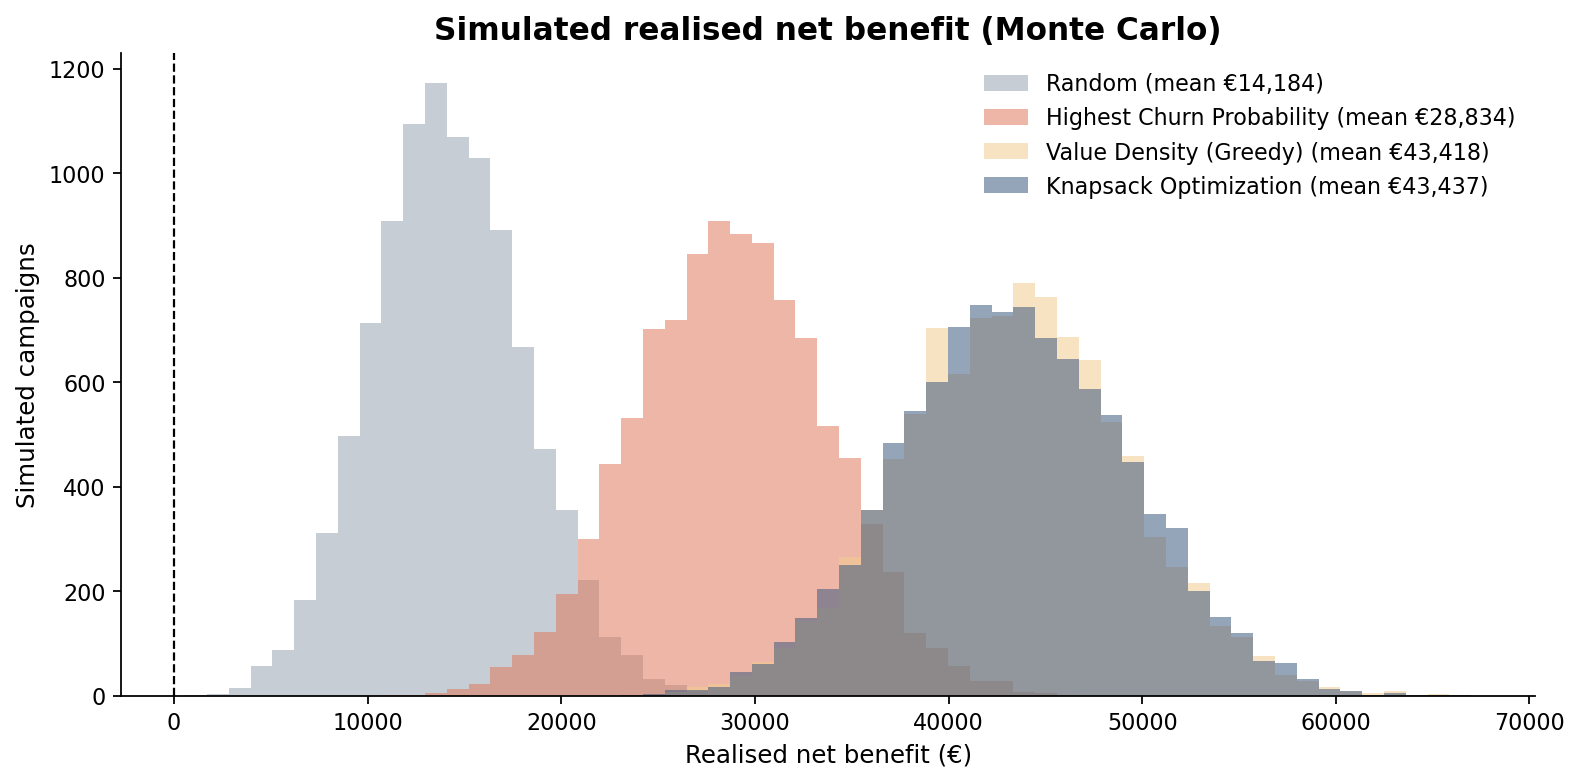 Simulated realised net benefit (Monte Carlo)
Random (mean €14,184)
Highest Churn Probability (mean €28,834)
Value Density (Greedy) (mean €43,418)
Knapsack Optimization (mean €43,437)
Simulated campaigns
1200
1000
800
600
400
200
0
0 10000 20000 30000 40000 50000 60000 70000
Realised net benefit (€)